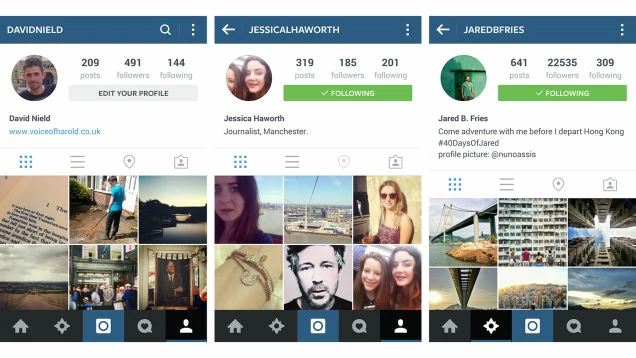 DAVIDNIELD
209
491
144
posts
followers
following
EDIT YOUR PROFILE
David Nield
www.voiceofharold.co.uk
JESSICALHAWORTH
319
185
201
posts
followers
following
✓ FOLLOWING
Jessica Haworth
Journalist, Manchester.
JAREDBFRIES
641
22535
309
posts
followers
following
✓ FOLLOWING
Jared B. Fries
Come adventure with me before I depart Hong Kong
#40DaysOfJared
profile picture: @nunoassis